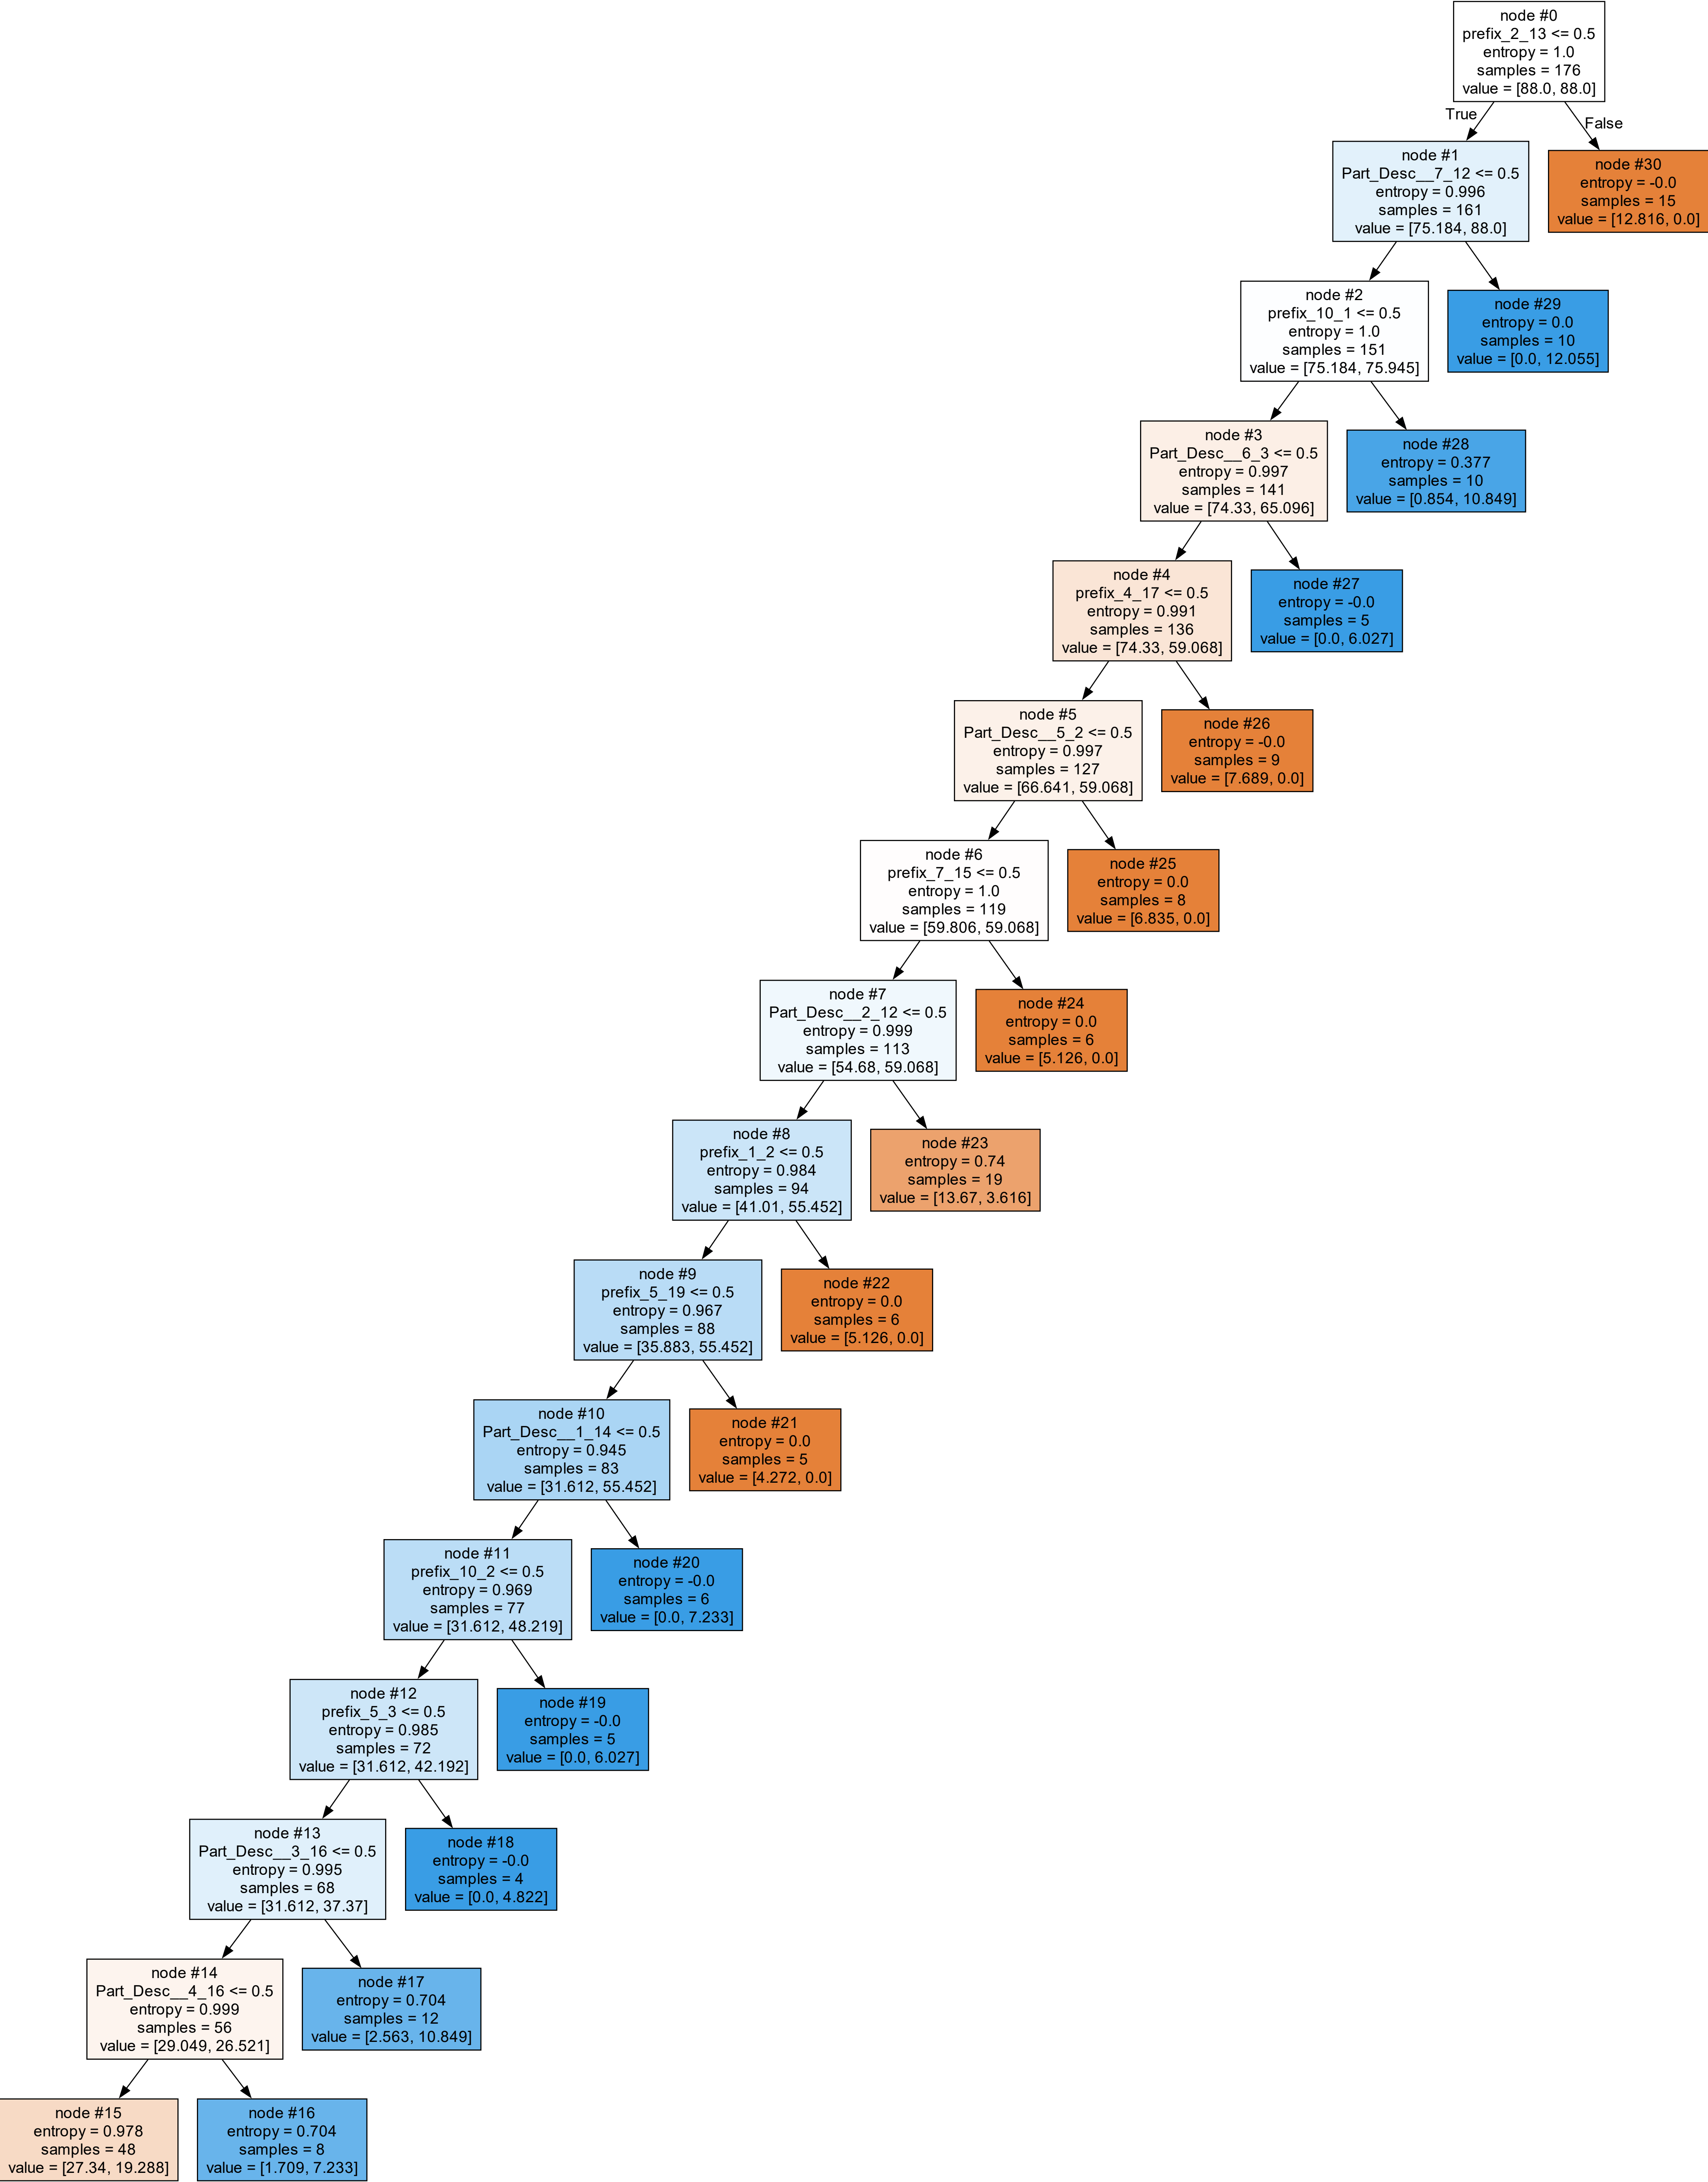 node #0
prefix_2_13 <= 0.5
entropy = 1.0
samples = 176
value = [88.0, 88.0]
True
False
node #1
Part_Desc__7_12 <= 0.5
entropy = 0.996
samples = 161
value = [75.184, 88.0]
node #30
entropy = -0.0
samples = 15
value = [12.816, 0.0]
node #2
prefix_10_1 <= 0.5
entropy = 1.0
samples = 151
value = [75.184, 75.945]
node #29
entropy = 0.0
samples = 10
value = [0.0, 12.055]
node #3
Part_Desc__6_3 <= 0.5
entropy = 0.997
samples = 141
value = [74.33, 65.096]
node #28
entropy = 0.377
samples = 10
value = [0.854, 10.849]
node #4
prefix_4_17 <= 0.5
entropy = 0.991
samples = 136
value = [74.33, 59.068]
node #27
entropy = -0.0
samples = 5
value = [0.0, 6.027]
node #5
Part_Desc__5_2 <= 0.5
entropy = 0.997
samples = 127
value = [66.641, 59.068]
node #26
entropy = -0.0
samples = 9
value = [7.689, 0.0]
node #6
prefix_7_15 <= 0.5
entropy = 1.0
samples = 119
value = [59.806, 59.068]
node #25
entropy = 0.0
samples = 8
value = [6.835, 0.0]
node #7
Part_Desc__2_12 <= 0.5
entropy = 0.999
samples = 113
value = [54.68, 59.068]
node #24
entropy = 0.0
samples = 6
value = [5.126, 0.0]
node #8
prefix_1_2 <= 0.5
entropy = 0.984
samples = 94
value = [41.01, 55.452]
node #23
entropy = 0.74
samples = 19
value = [13.67, 3.616]
node #9
prefix_5_19 <= 0.5
entropy = 0.967
samples = 88
value = [35.883, 55.452]
node #22
entropy = 0.0
samples = 6
value = [5.126, 0.0]
node #10
Part_Desc__1_14 <= 0.5
entropy = 0.945
samples = 83
value = [31.612, 55.452]
node #21
entropy = 0.0
samples = 5
value = [4.272, 0.0]
node #11
prefix_10_2 <= 0.5
entropy = 0.969
samples = 77
value = [31.612, 48.219]
node #20
entropy = -0.0
samples = 6
value = [0.0, 7.233]
node #12
prefix_5_3 <= 0.5
entropy = 0.985
samples = 72
value = [31.612, 42.192]
node #19
entropy = -0.0
samples = 5
value = [0.0, 6.027]
node #13
Part_Desc__3_16 <= 0.5
entropy = 0.995
samples = 68
value = [31.612, 37.37]
node #18
entropy = -0.0
samples = 4
value = [0.0, 4.822]
node #14
Part_Desc__4_16 <= 0.5
entropy = 0.999
samples = 56
value = [29.049, 26.521]
node #17
entropy = 0.704
samples = 12
value = [2.563, 10.849]
node #15
entropy = 0.978
samples = 48
value = [27.34, 19.288]
node #16
entropy = 0.704
samples = 8
value = [1.709, 7.233]